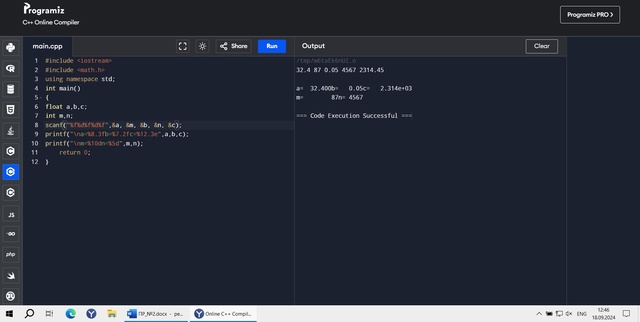 Programiz
C++ Online Compiler
Programiz PRO >
main.cpp
Share
Run
Output
Clear
1 #include <iostream>
2 #include <math.h>
3 using namespace std;
4 int main()
5 {
6 float a,b,c;
7 int m,n;
8 scanf("%f%d%f%d%f",&a, &m, &b, &n, &c);
9 printf("\na=%8.3fb=%7.2fc=%12.3e",a,b,c);
10 printf("\nm=%10dn=%5d",m,n);
11 return 0;
12 }
32.4 87 0.05 4567 2314.45
a=  32.400b=   0.05c=   2.314e+03
m=        87n= 4567
=== Code Execution Successful ===
JS
php
ПР_№2.docx - ре...
Online C++ Compil...
ENG
12:46
18.09.2024